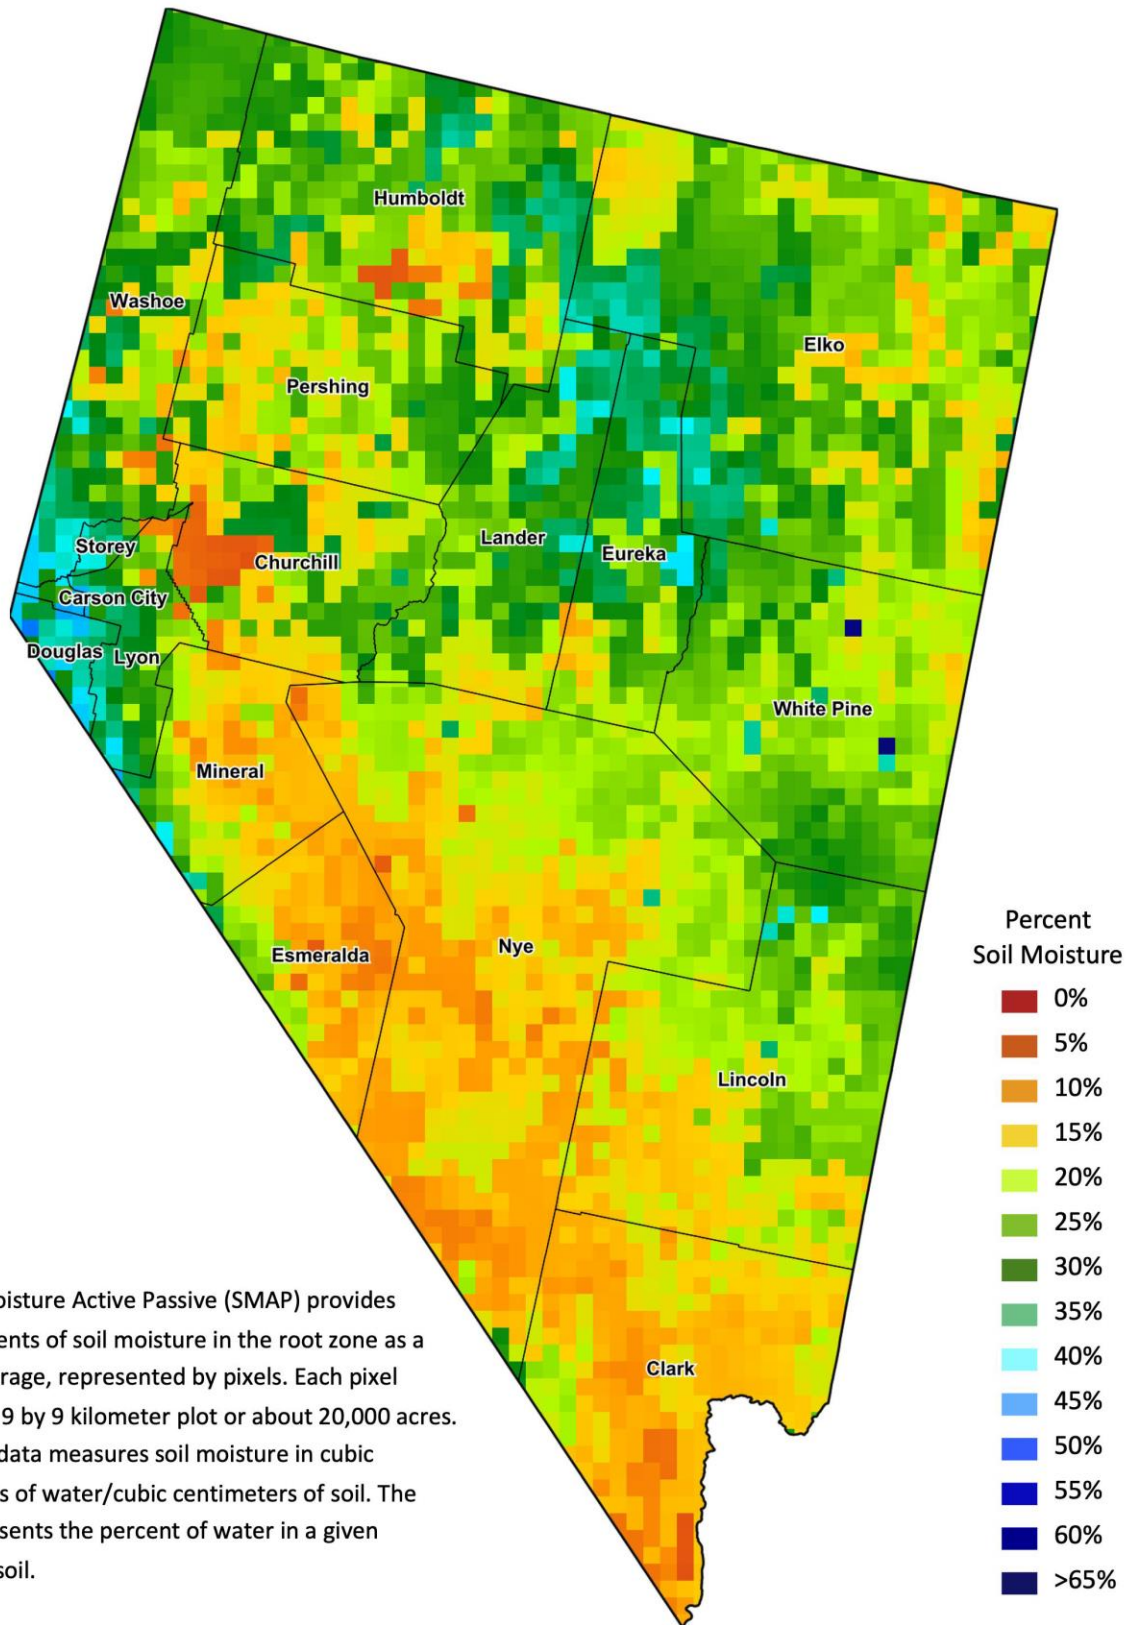 Humboldt
Washoe
Elko
Pershing
Lander
Storey
Eureka
Churchill
Carson City
Douglas
Lyon
White Pine
Mineral
Nye
Esmeralda
Lincoln
Clark
Percent
Soil Moisture
0%
5%
10%
15%
20%
25%
30%
35%
40%
45%
50%
55%
60%
>65%
oisture Active Passive (SMAP) provides
ents of soil moisture in the root zone as a
rage, represented by pixels. Each pixel
9 by 9 kilometer plot or about 20,000 acres.
data measures soil moisture in cubic
s of water/cubic centimeters of soil. The
sents the percent of water in a given
soil.